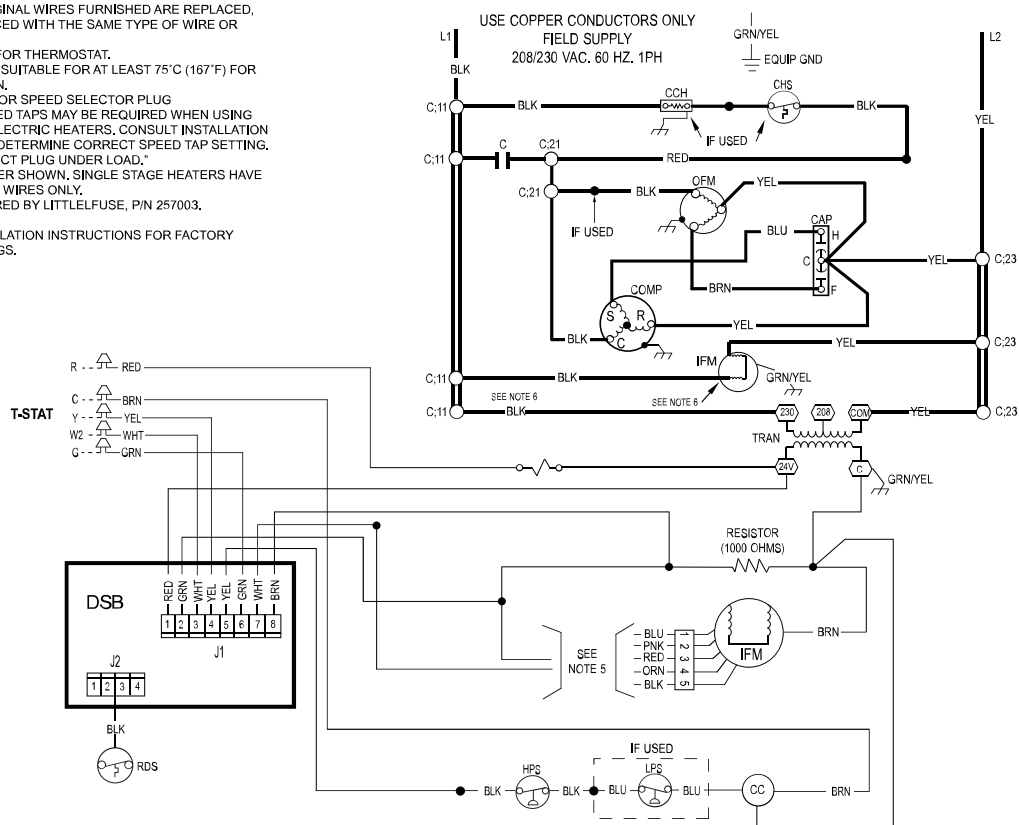 GINAL WIRES FURNISHED ARE REPLACED,
CED WITH THE SAME TYPE OF WIRE OR
FOR THERMOSTAT.
SUITABLE FOR AT LEAST 75°C (167°F) FOR
N.
OR SPEED SELECTOR PLUG
ED TAPS MAY BE REQUIRED WHEN USING
LECTRIC HEATERS. CONSULT INSTALLATION
DETERMINE CORRECT SPEED TAP SETTING.
CT PLUG UNDER LOAD."
ER SHOWN. SINGLE STAGE HEATERS HAVE
WIRES ONLY.
RED BY LITTLELFUSE, P/N 257003.
LATION INSTRUCTIONS FOR FACTORY
GS.
USE COPPER CONDUCTORS ONLY
FIELD SUPPLY
208/230 VAC. 60 HZ. 1PH
L1
BLK
GRN/YEL
EQUIP GND
L2
YEL
C;11
BLK
CCH
CHS
BLK
IF USED
C;11
C
C;21
RED
C;21
BLK
OFM
YEL
IF USED
BLU
CAP
H
C
F
YEL
C;23
BRN
COMP
S
R
C
BLK
YEL
YEL
C;23
IFM
GRN/YEL
C;11
BLK
SEE NOTE 6
SEE NOTE 6
C;11
BLK
230
208
COM
YEL
C;23
TRAN
24V
C
GRN/YEL
T-STAT
R
RED
C
BRN
Y
YEL
W2
WHT
G
GRN
RESISTOR
(1000 OHMS)
DSB
RED
GRN
WHT
YEL
YEL
GRN
WHT
BRN
1 2 3 4 5 6 7 8
J1
J2
1 2 3 4
BLK
RDS
SEE
NOTE 5
BLU
PNK
RED
ORN
BLK
1
2
3
4
5
IFM
BRN
IF USED
BLK
HPS
BLK
BLU
LPS
BLU
CC
BRN